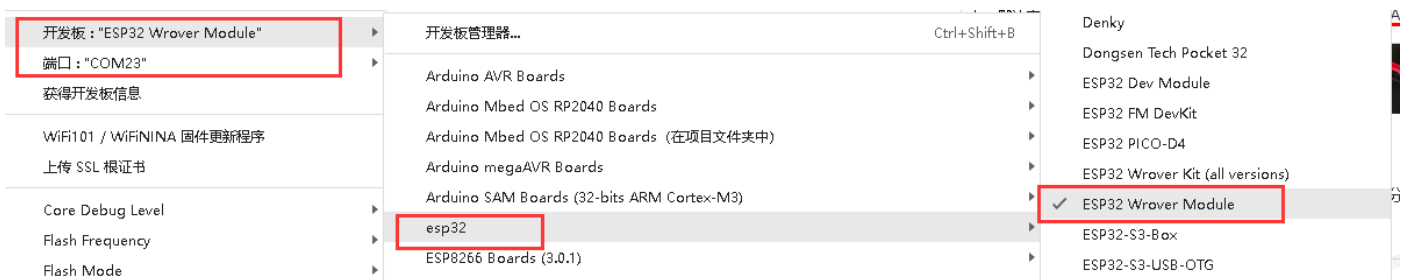 开发板："ESP32 Wrover Module"
端口："COM23"
获得开发板信息
WiFi101 / WiFiNINA 固件更新程序
上传 SSL 根证书
Core Debug Level
Flash Frequency
Flash Mode
开发板管理器... Ctrl+Shift+B
Arduino AVR Boards
Arduino Mbed OS RP2040 Boards
Arduino Mbed OS RP2040 Boards（在项目文件夹中）
Arduino megaAVR Boards
Arduino SAM Boards (32-bits ARM Cortex-M3)
esp32
ESP8266 Boards (3.0.1)
Denky
Dongsen Tech Pocket 32
ESP32 Dev Module
ESP32 FM DevKit
ESP32 PICO-D4
ESP32 Wrover Kit (all versions)
ESP32 Wrover Module
ESP32-S3-Box
ESP32-S3-USB-OTG